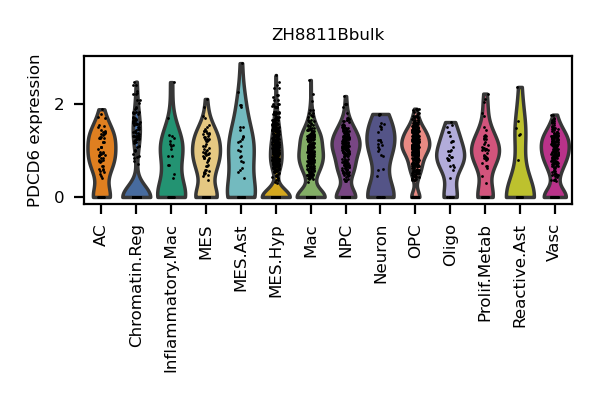 ZH8811Bbulk
PDCD6 expression
2
0
AC
Chromatin.Reg
Inflammatory.Mac
MES
MES.Ast
MES.Hyp
Mac
NPC
Neuron
OPC
Oligo
Prolif.Metab
Reactive.Ast
Vasc